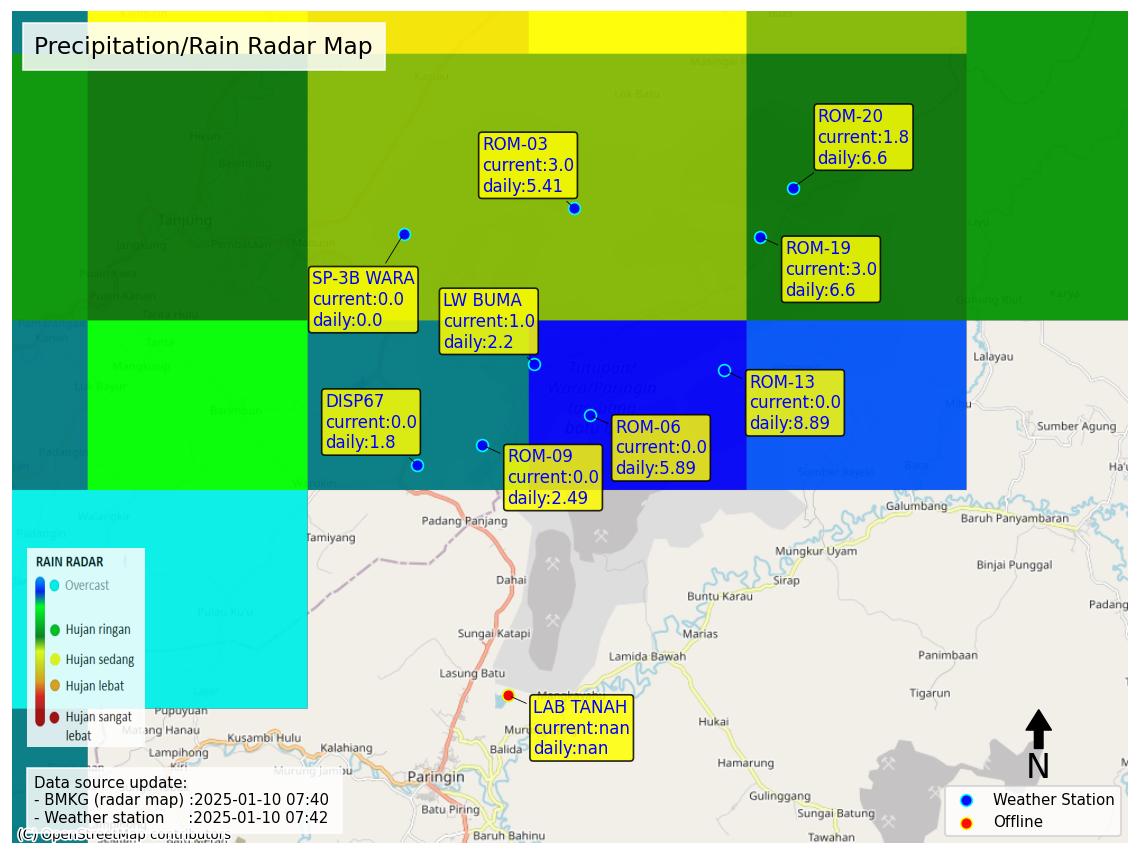 Precipitation/Rain Radar Map
ROM-20
current:1.8
daily:6.6
ROM-03
current:3.0
daily:5.41
ROM-19
current:3.0
daily:6.6
SP-3B WARA
current:0.0
daily:0.0
LW BUMA
current:1.0
daily:2.2
ROM-13
current:0.0
daily:8.89
DISP67
current:0.0
daily:1.8
ROM-06
current:0.0
daily:5.89
ROM-09
current:0.0
daily:2.49
LAB TANAH
current:nan
daily:nan
Tanjung
Lalayau
Sumber Agung
Padang Panjang
Tamiyang
Galumbang
Baruh Panyambaran
Mungkur Uyam
Binjai Punggal
Dahai
Sirap
Buntu Karau
Sungai Katapi
Marias
Lamida Bawah
Panimbaan
Lasung Batu
Tigarun
Hukai
Matang Hanau
Kusambi Hulu
Lampihong
Kalahiang
Balida
Hamarung
Murung Jambu
Paringin
Batu Piring
Gulinggang
Sungai Batung
Baruh Bahinu
Tawahan
RAIN RADAR
Overcast
Hujan ringan
Hujan sedang
Hujan lebat
Hujan sangat
lebat
Data source update:
- BMKG (radar map) :2025-01-10 07:40
- Weather station :2025-01-10 07:42
(C) OpenStreetMap contributors
N
Weather Station
Offline